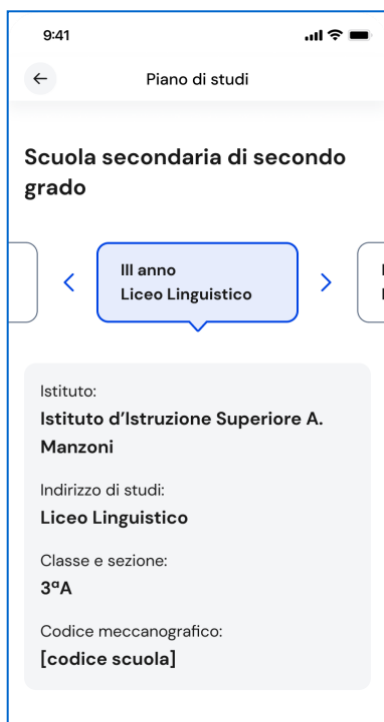 9:41
Piano di studi
Scuola secondaria di secondo
grado
III anno
Liceo Linguistico
Istituto:
Istituto d’Istruzione Superiore A.
Manzoni
Indirizzo di studi:
Liceo Linguistico
Classe e sezione:
3ªA
Codice meccanografico:
[codice scuola]